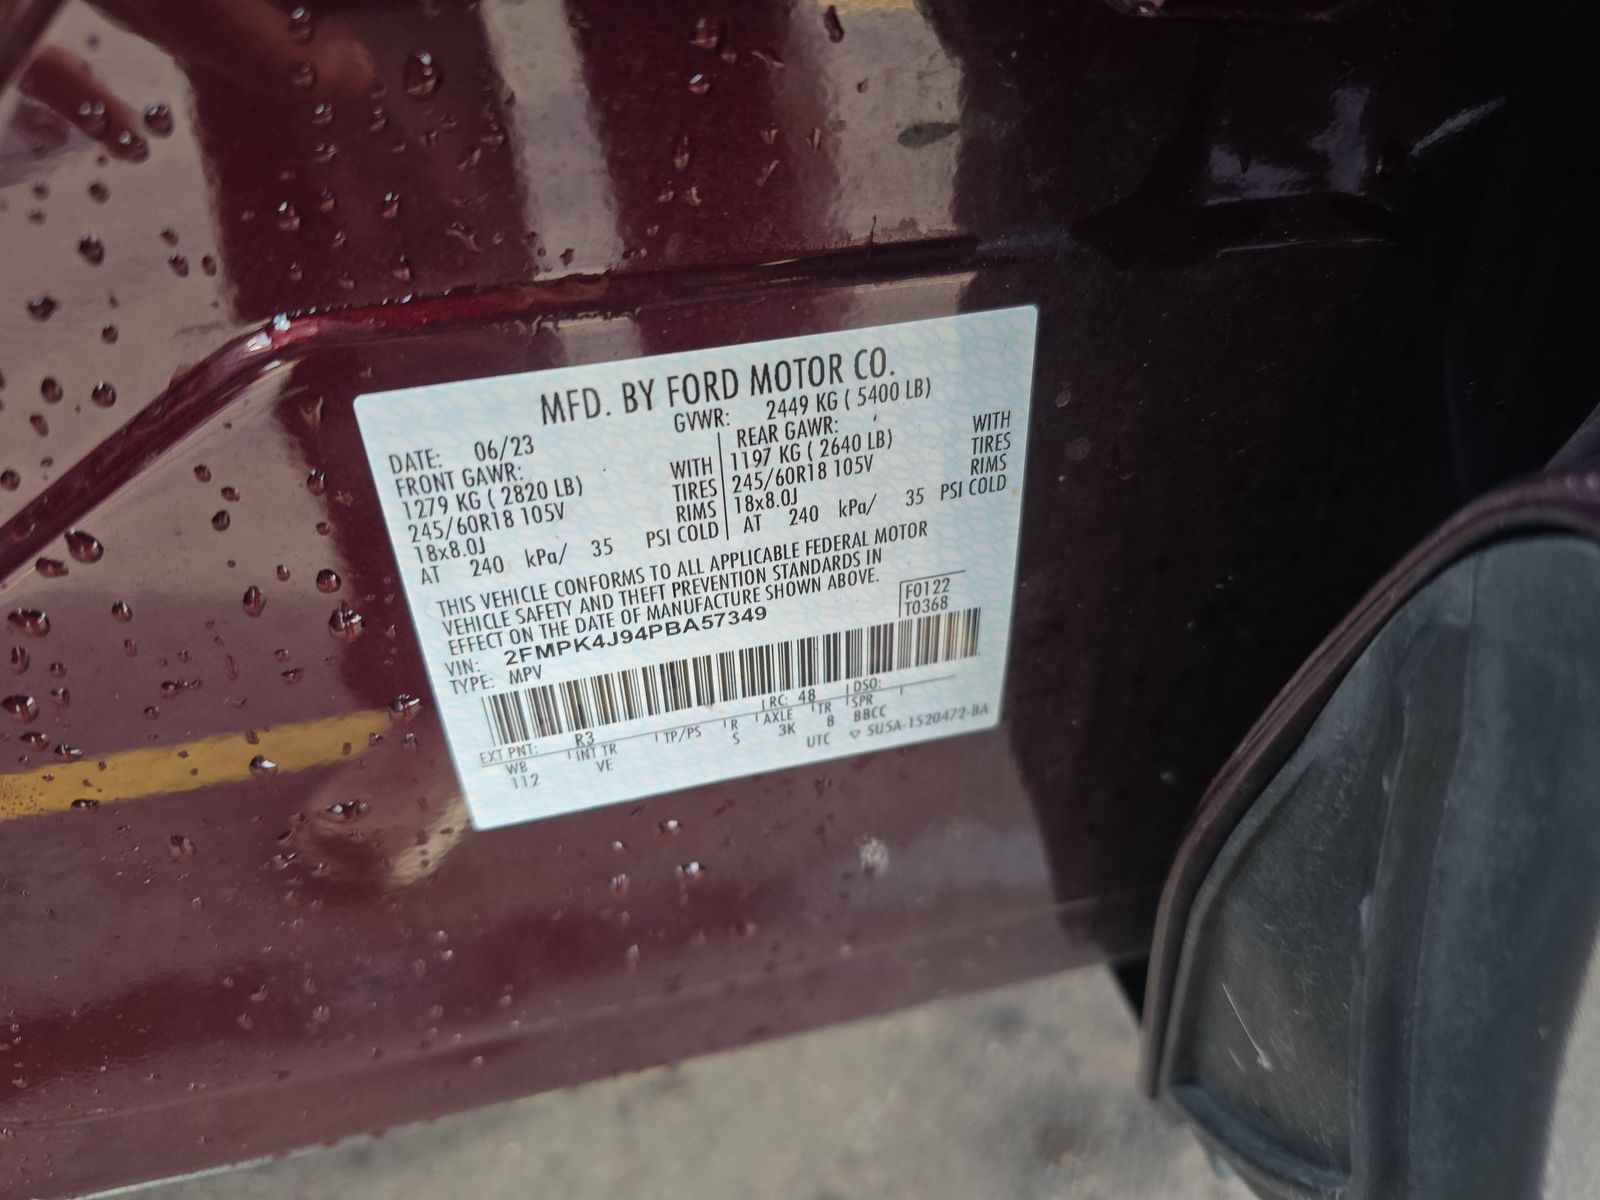 MFD. BY FORD MOTOR CO.
DATE: 06/23 GVWR: 2449 KG ( 5400 LB)
FRONT GAWR: REAR GAWR:
1279 KG ( 2820 LB) WITH 1197 KG ( 2640 LB) WITH
245/60R18 105V TIRES 245/60R18 105V TIRES
18x8.0J RIMS 18x8.0J RIMS
AT 240 kPa/ 35 PSI COLD AT 240 kPa/ 35 PSI COLD
THIS VEHICLE CONFORMS TO ALL APPLICABLE FEDERAL MOTOR
VEHICLE SAFETY AND THEFT PREVENTION STANDARDS IN
EFFECT ON THE DATE OF MANUFACTURE SHOWN ABOVE.
F0122
T0368
VIN: 2FMPK4J94PBA57349
TYPE: MPV
EXT PNT: R3 RC: 48 DSO:
WB INT TR TP/PS R AXLE TR SPR
112 VE S 3K 8 BBCC
UTC ▽ 5U5A-1520472-BA